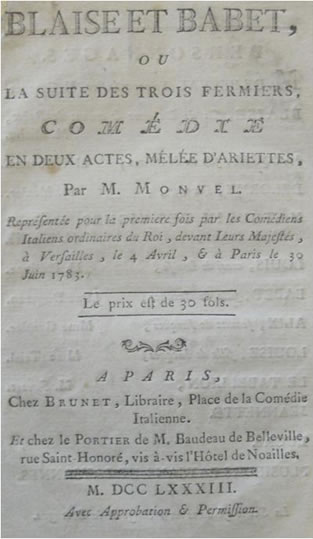 BLAISE ET BABET,
OU
LA SUITE DES TROIS FERMIERS,
COMÉDIE
EN DEUX ACTES, MÊLÉE D'ARIETTES,
Par M. MONVEL.
Représentée pour la premiere fois par les Comédiens
Italiens ordinaires du Roi, devant Leurs Majestés,
à Versailles, le 4 Avril, & à Paris le 30
Juin 1783.
Le prix est de 30 sols.
A PARIS,
Chez BRUNET, Libraire, Place de la Comédie
Italienne.
Et chez le PORTIER de M. Baudeau de Belleville,
rue Saint Honoré, vis à-vis l'Hôtel de Noailles.
M. DCC LXXXIII.
Avec Approbation & Permission.